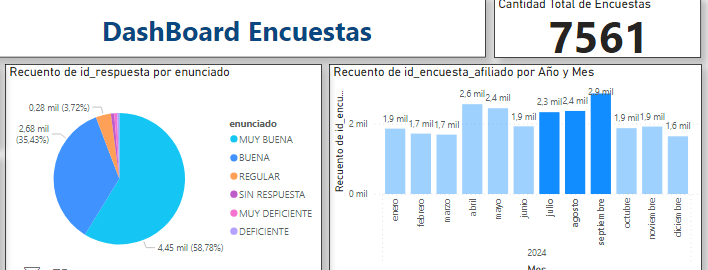 DashBoard Encuestas
Cantidad Total de Encuestas
7561
Recuento de id_respuesta por enunciado
0,28 mil (3,72%)
2,68 mil
(35,43%)
4,45 mil (58,78%)
enunciado
MUY BUENA
BUENA
REGULAR
SIN RESPUESTA
MUY DEFICIENTE
DEFICIENTE
Recuento de id_encuesta_afiliado por Año y Mes
Recuento de id_encu...
2 mil
0 mil
1,9 mil
1,7 mil
1,7 mil
2,6 mil
2,4 mil
1,9 mil
2,3 mil
2,4 mil
2,9 mil
1,9 mil
1,9 mil
1,6 mil
enero
febrero
marzo
abril
mayo
junio
julio
agosto
septiembre
octubre
noviembre
diciembre
2024
Mes